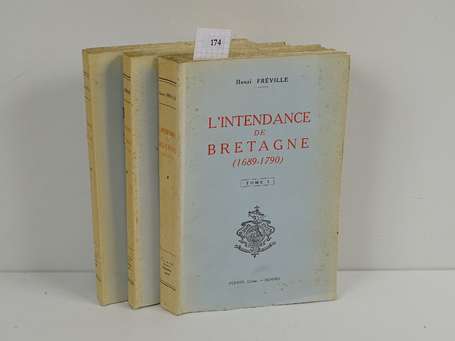 174
Henri FRÉVILLE
L'INTENDANCE
DE
BRETAGNE
(1689-1790)
TOME I